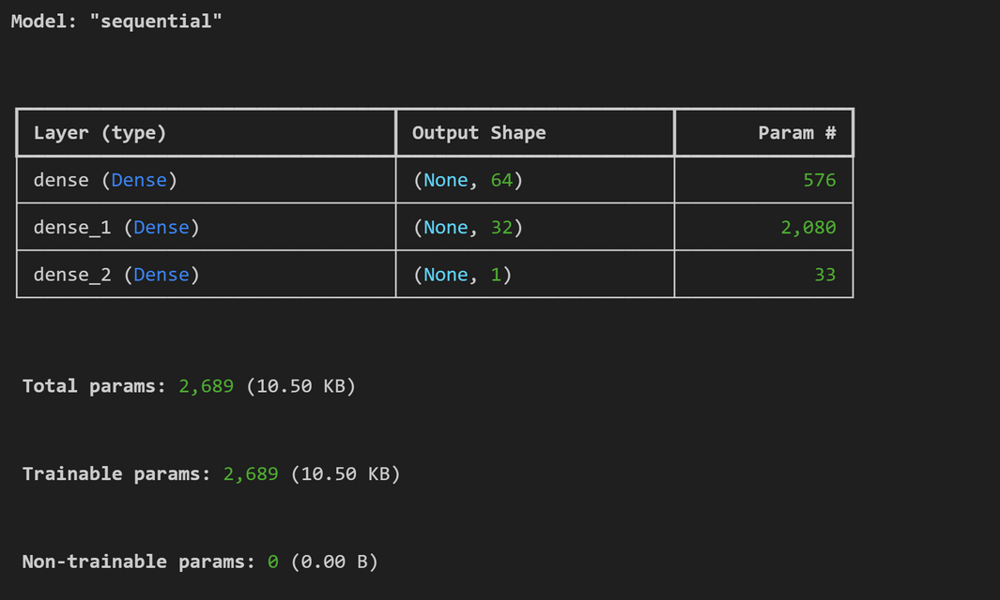 Model: "sequential"
Layer (type) Output Shape Param #
dense (Dense) (None, 64) 576
dense_1 (Dense) (None, 32) 2,080
dense_2 (Dense) (None, 1) 33
Total params: 2,689 (10.50 KB)
Trainable params: 2,689 (10.50 KB)
Non-trainable params: 0 (0.00 B)